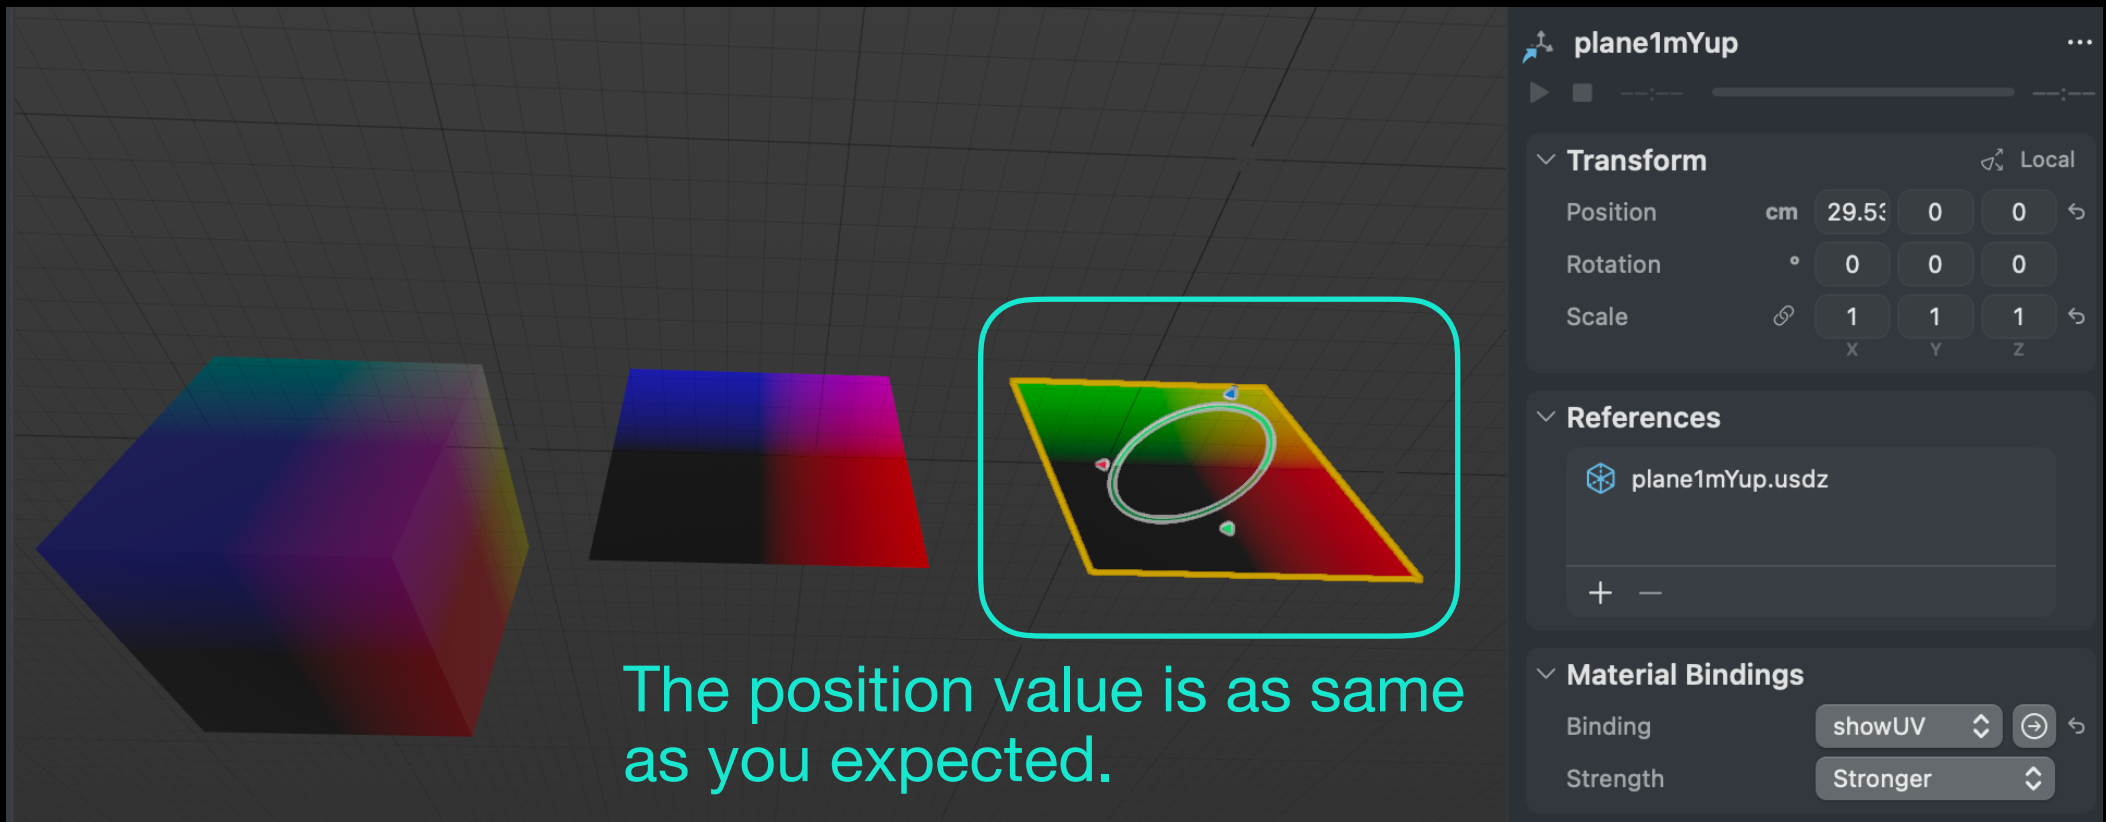 plane1mYup
--:-- --:--
Transform Local
Position cm 29.53 0 0
Rotation ° 0 0 0
Scale 1 1 1
X Y Z
References
plane1mYup.usdz
Material Bindings
Binding showUV
Strength Stronger
The position value is as same
as you expected.